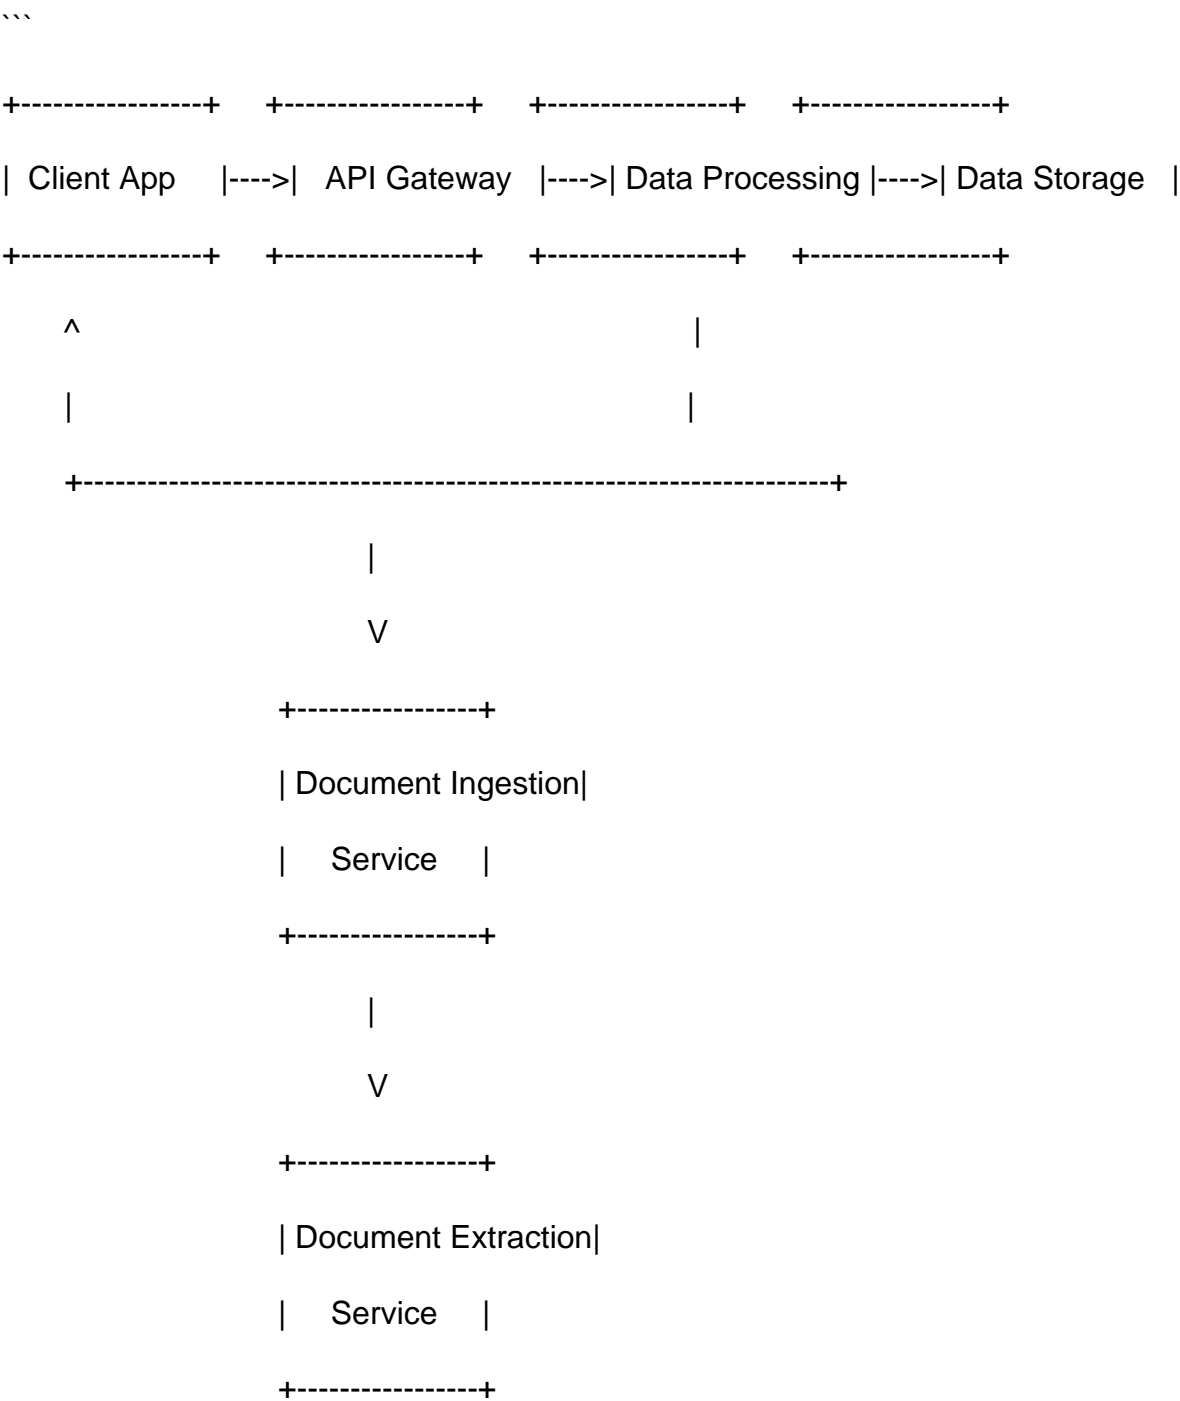 ```
+-----------------+     +-----------------+     +-----------------+     +-----------------+
|  Client App     |---->|   API Gateway   |---->| Data Processing |---->| Data Storage   |
+-----------------+     +-----------------+     +-----------------+     +-----------------+
       ^                                                                      |
       |                                                                      |
       +----------------------------------------------------------------------+
                                        |
                                        V
                              +-----------------+
                              | Document Ingestion|
                              |     Service     |
                              +-----------------+
                                        |
                                        V
                              +-----------------+
                              | Document Extraction|
                              |     Service     |
                              +-----------------+